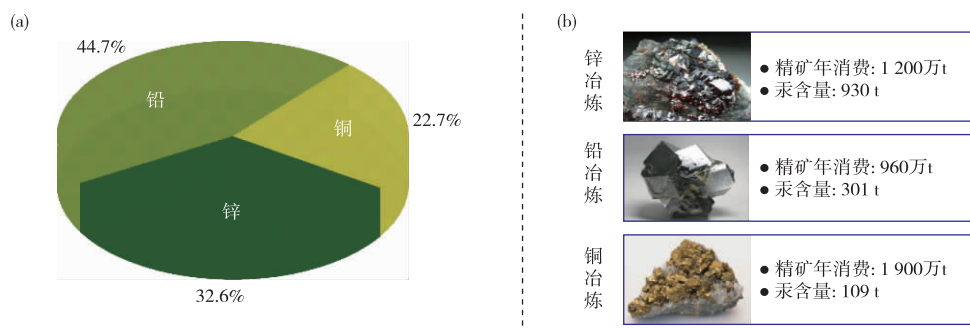 (a)
44.7%
铅
铜
22.7%
锌
32.6%
(b)
锌冶炼
● 精矿年消费: 1 200万t
● 汞含量: 930 t
铅冶炼
● 精矿年消费: 960万t
● 汞含量: 301 t
铜冶炼
● 精矿年消费: 1 900万t
● 汞含量: 109 t